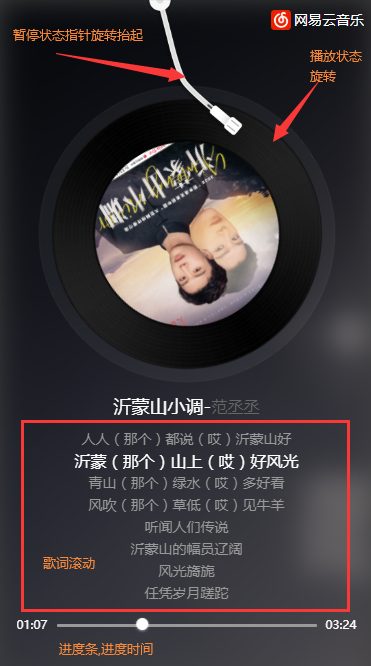 网易云音乐
暂停状态指针旋转抬起
播放状态
旋转
沂蒙山小调
沂蒙山小调-范丞丞
人人（那个）都说（哎）沂蒙山好
沂蒙（那个）山上（哎）好风光
青山（那个）绿水（哎）多好看
风吹（那个）草低（哎）见牛羊
听闻人们传说
沂蒙山的幅员辽阔
风光旖旎
任凭岁月蹉跎
歌词滚动
01:07
03:24
进度条,进度时间